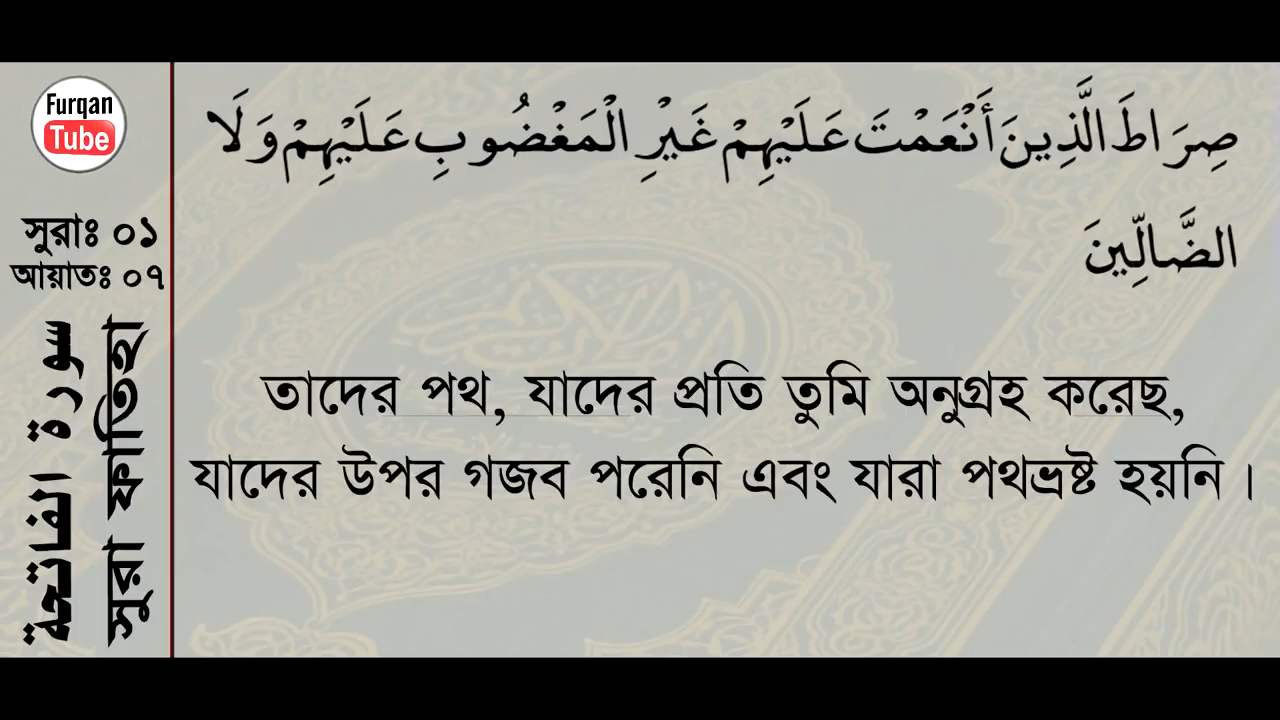 Furqan
Tube
সুরাঃ ০১
আয়াতঃ ০৭
سورة الفاتحة
সুরা ফাতিহা
صِرَاطَ الَّذِينَ أَنْعَمْتَ عَلَيْهِمْ غَيْرِ الْمَغْضُوبِ عَلَيْهِمْ وَلَا
الضَّالِّينَ
তাদের পথ, যাদের প্রতি তুমি অনুগ্রহ করেছ,
যাদের উপর গজব পরেনি এবং যারা পথভ্রষ্ট হয়নি ।